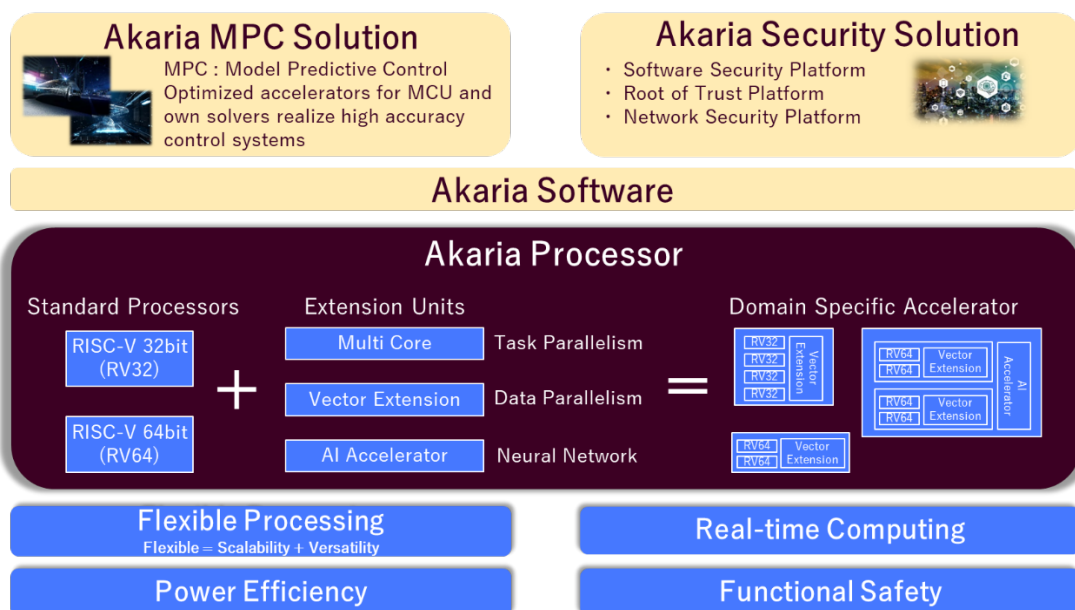 Akaria MPC Solution
MPC : Model Predictive Control
Optimized accelerators for MCU and
own solvers realize high accuracy
control systems
Akaria Security Solution
・ Software Security Platform
・ Root of Trust Platform
・ Network Security Platform
Akaria Software
Akaria Processor
Standard Processors
RISC-V 32bit
(RV32)
RISC-V 64bit
(RV64)
+
Extension Units
Multi Core
Task Parallelism
Vector Extension
Data Parallelism
AI Accelerator
Neural Network
=
Domain Specific Accelerator
RV32
RV32
RV32
RV32
Vector
Extension
RV64
RV64
Vector
Extension
RV64
RV64
Vector
Extension
AI
Accelerator
RV64
RV64
Vector
Extension
Flexible Processing
Flexible = Scalability + Versatility
Real-time Computing
Power Efficiency
Functional Safety